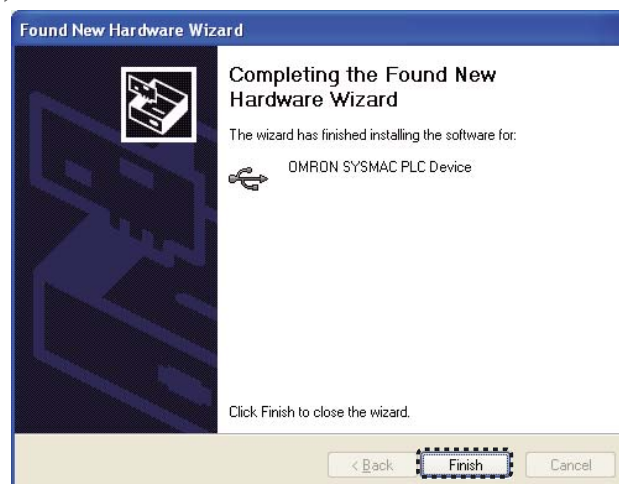 Found New Hardware Wizard
Completing the Found New
Hardware Wizard
The wizard has finished installing the software for:
OMRON SYSMAC PLC Device
Click Finish to close the wizard.
< Back
Finish
Cancel